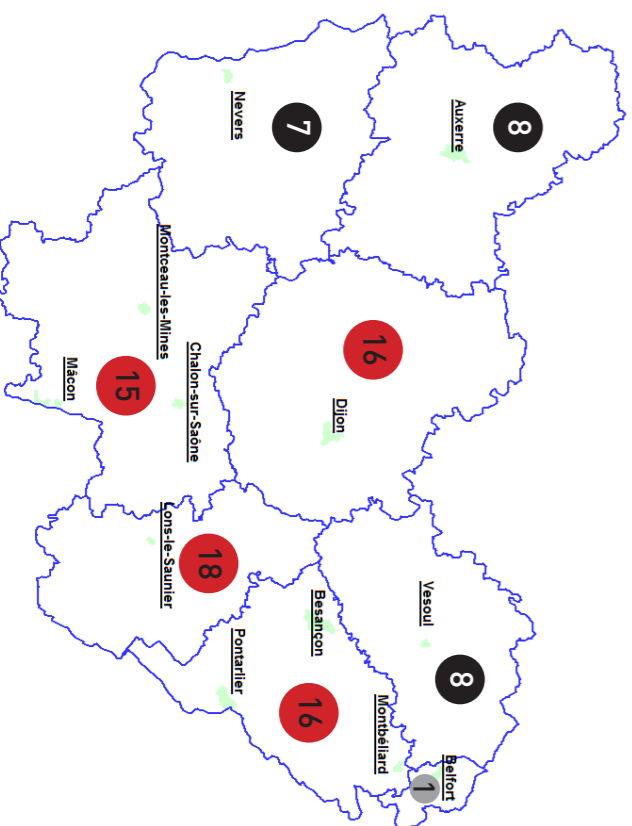 8
Auxerre
8
Belfort
Vesoul
1
Montbéliard
16
Dijon
Besançon
16
7
Nevers
Pontarlier
18
Chalon-sur-Saône
Lons-le-Saunier
Montceau-les-Mines
15
Mâcon